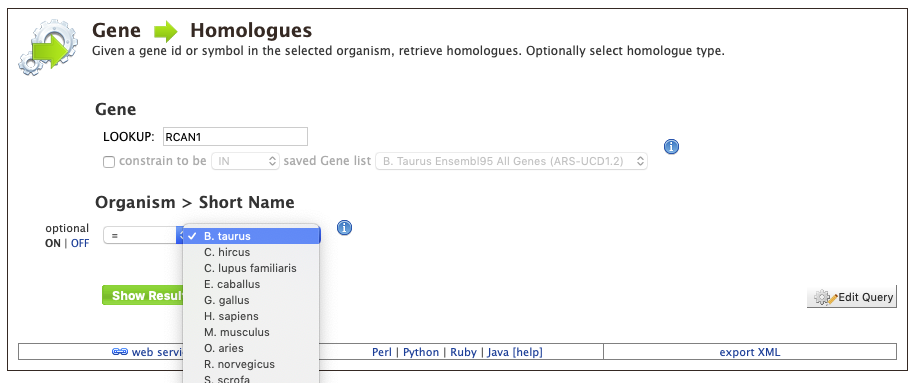 Gene Homologues
Given a gene id or symbol in the selected organism, retrieve homologues. Optionally select homologue type.
Gene
LOOKUP: RCAN1
constrain to be IN saved Gene list B. Taurus Ensembl95 All Genes (ARS-UCD1.2)
Organism > Short Name
optional
ON | OFF
=
B. taurus
C. hircus
C. lupus familiaris
E. caballus
G. gallus
H. sapiens
M. musculus
O. aries
R. norvegicus
S. scrofa
Show Resul
Edit Query
web servi
Perl | Python | Ruby | Java [help]
export XML